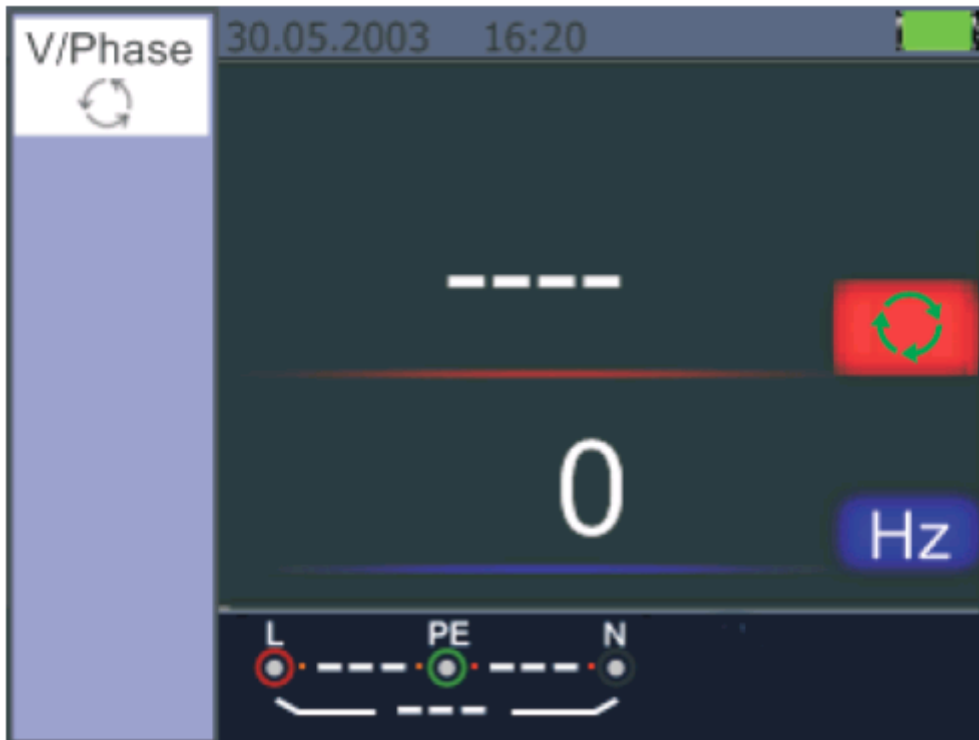 V/Phase
30.05.2003 16:20
----
0
Hz
L PE N
---- ----
---